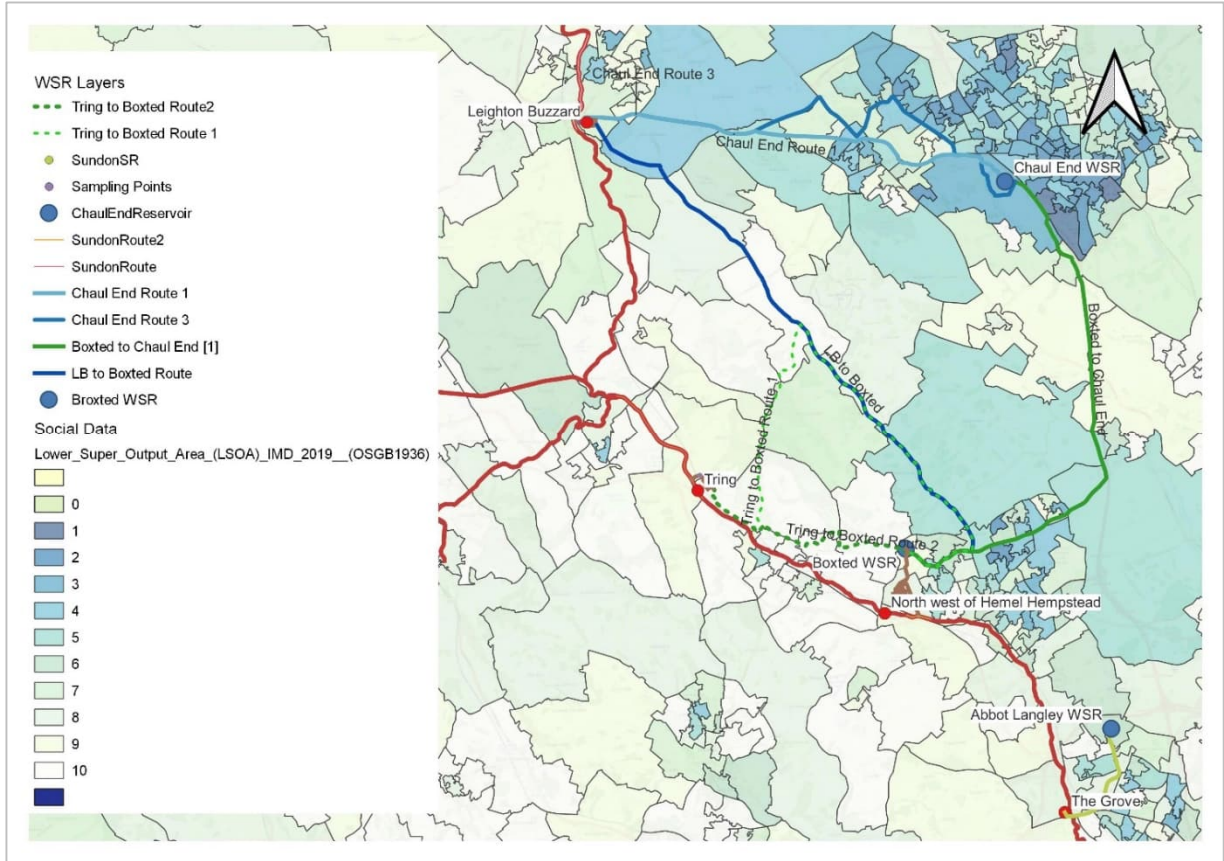 WSR Layers
Tring to Boxted Route2
Tring to Boxted Route 1
SundonSR
Sampling Points
ChaulEndReservoir
SundonRoute2
SundonRoute
Chaul End Route 1
Chaul End Route 3
Boxted to Chaul End [1]
LB to Boxted Route
Broxted WSR
Social Data
Lower_Super_Output_Area_(LSOA)_IMD_2019__(OSGB1936)
0
1
2
3
4
5
6
7
8
9
10
Chaul End Route 3
Leighton Buzzard
Chaul End Route 1
Chaul End WSR
Boxted to Chaul End
LB to Boxted
Tring to Boxted Route 1
Tring
Tring to Boxted Route 2
Boxted WSR)
North west of Hemel Hempstead
Abbot Langley WSR
The Grove